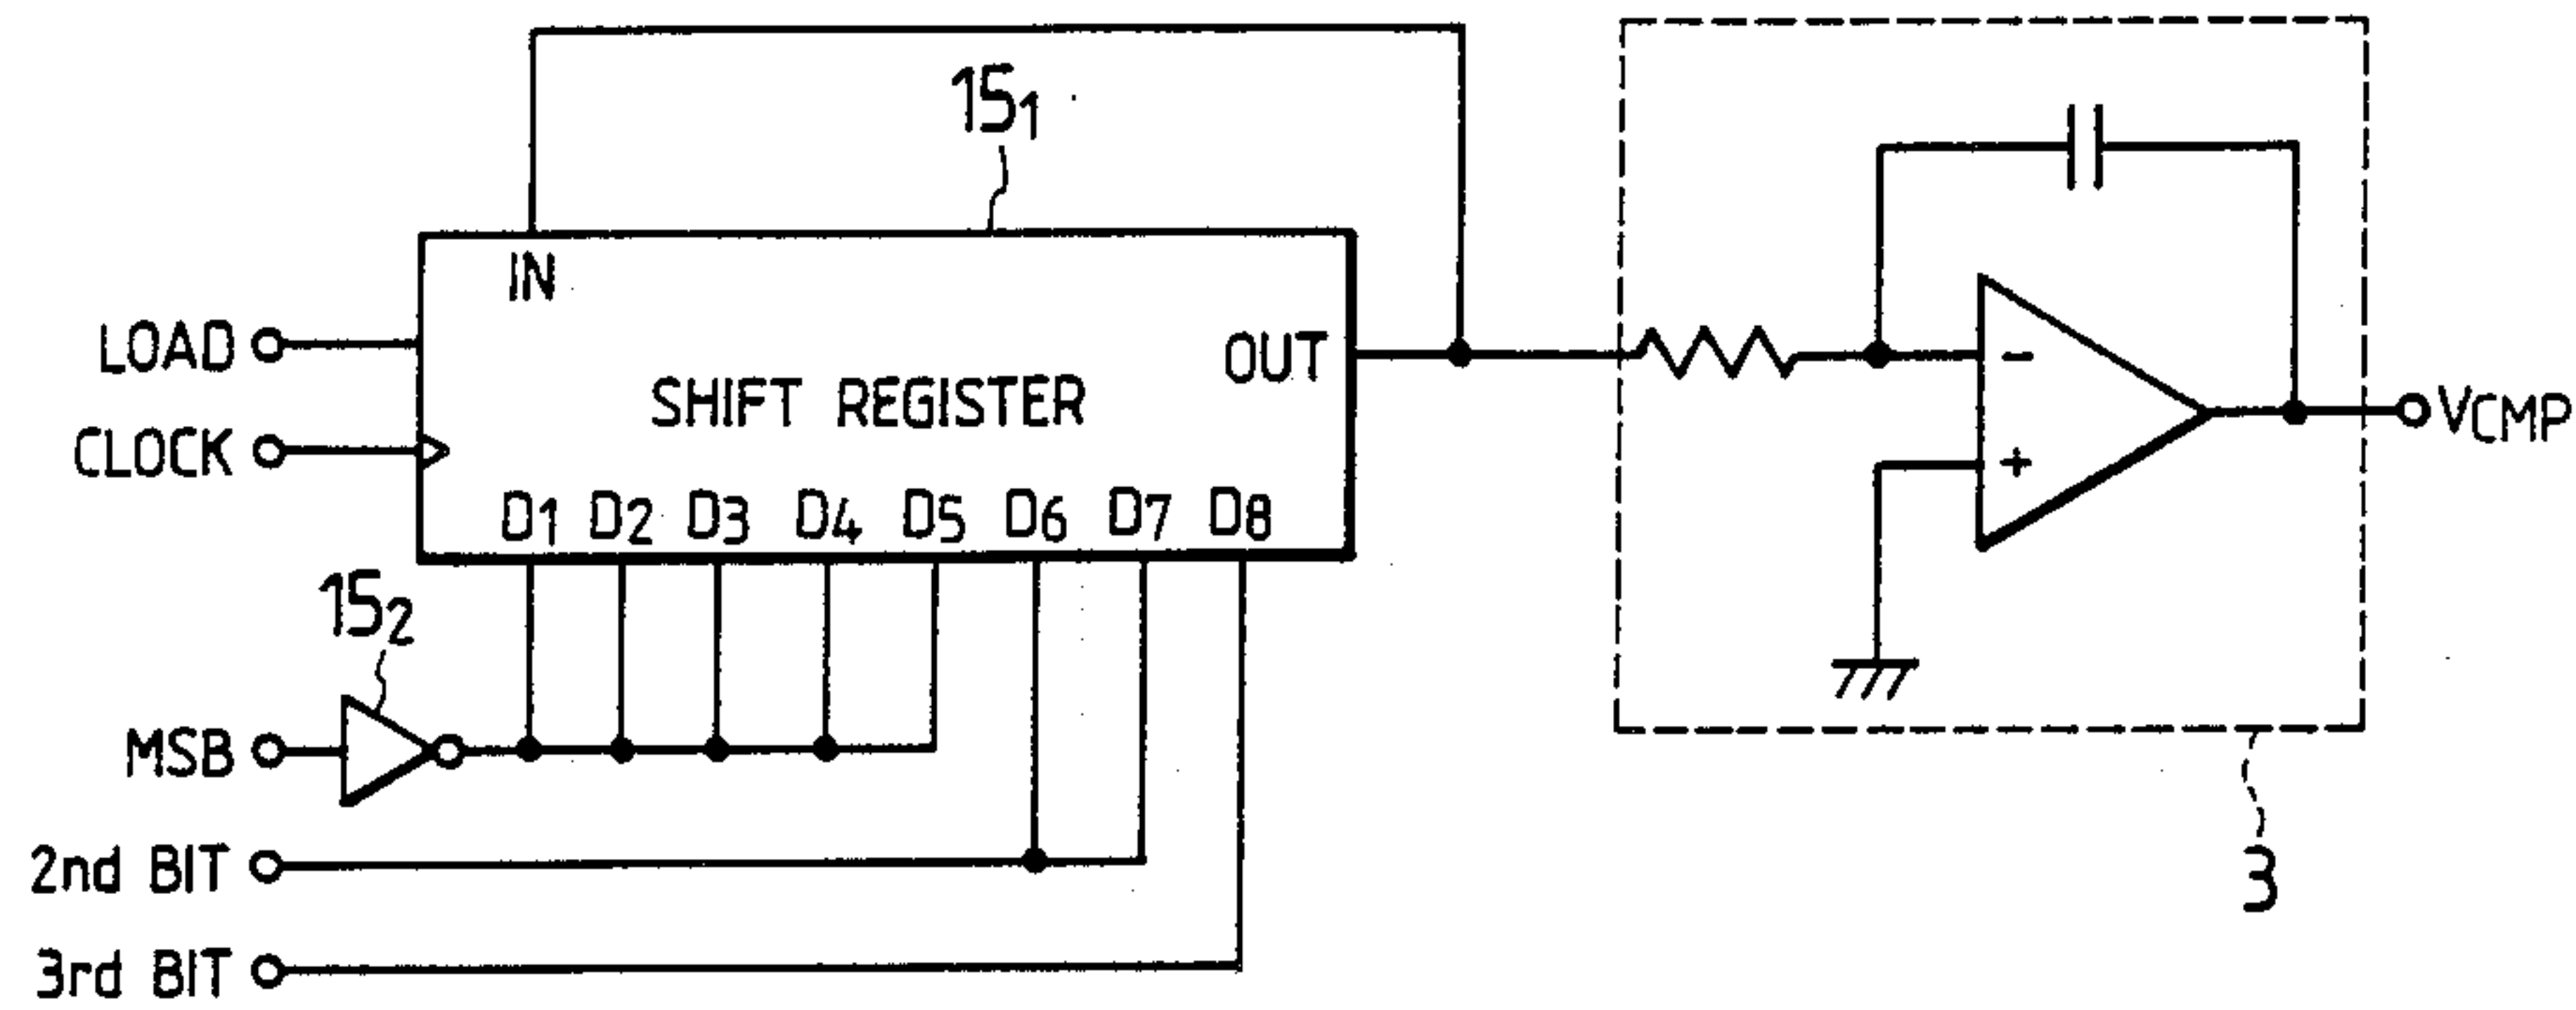 15₁
IN
LOAD
OUT
SHIFT REGISTER
CLOCK
D1 D2 D3 D4 D5 D6 D7 D8
15₂
MSB
2nd BIT
3rd BIT
-
+
VCMP
3